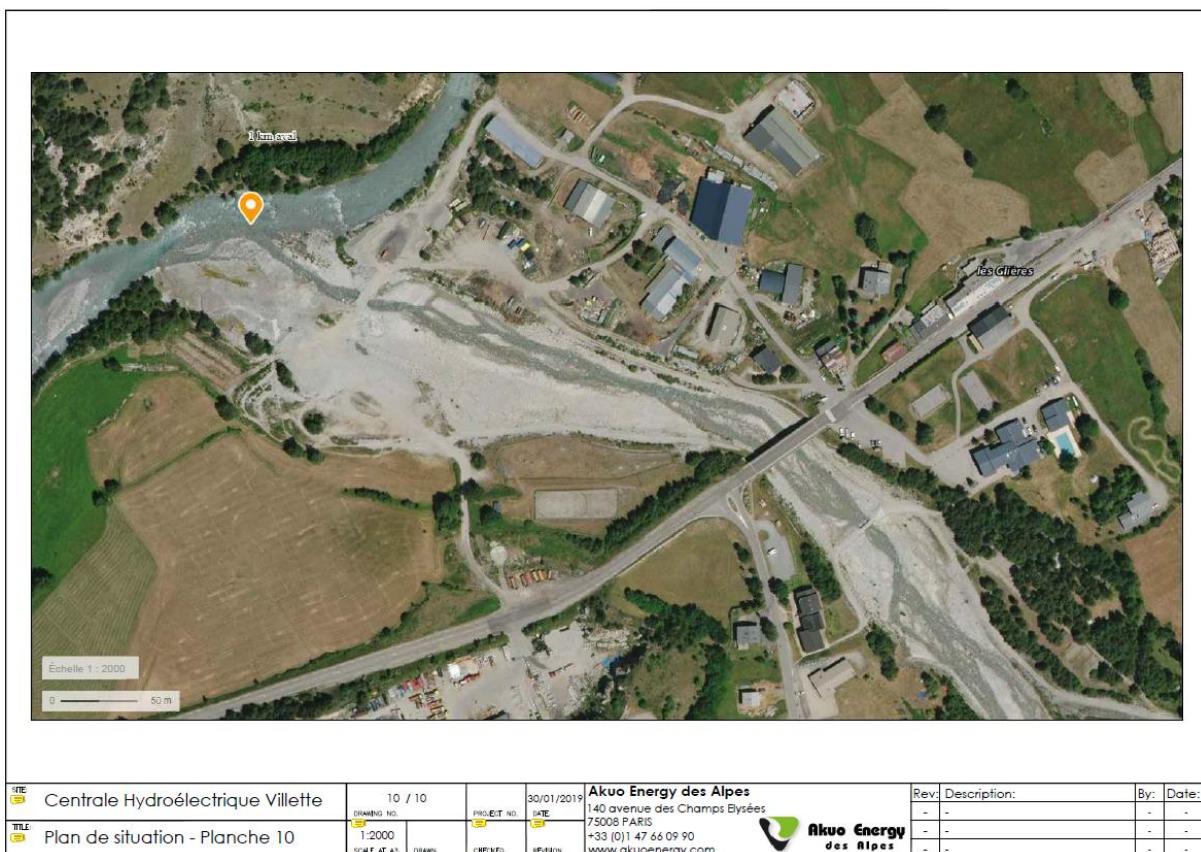 1 km aval
les Glières
Échelle 1 : 2000
0 50 m
SITE
Centrale Hydroélectrique Villette
10 / 10
DRAWING NO.
PROJECT NO.
30/01/2019
DATE
Akuo Energy des Alpes
140 avenue des Champs Elysées
75008 PARIS
+33 (0)1 47 66 09 90
www.akuoenergy.com
Akuo Energy
des Alpes
Rev: Description: By: Date:
- - - -
- - - -
- - - -
TITLE:
Plan de situation - Planche 10
1:2000
SCALE AT A3
DRAWN
CHECKED
REVISION